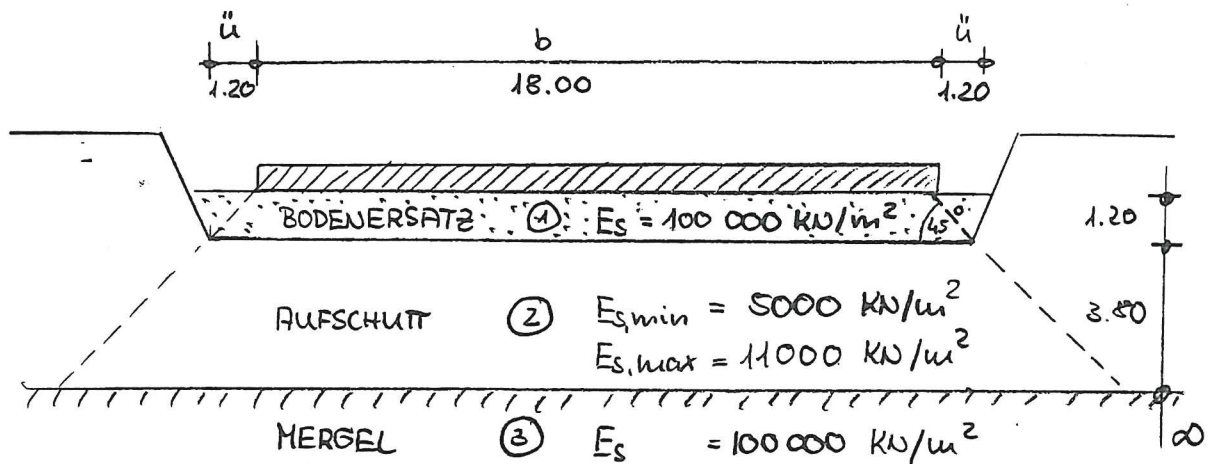 ü b ü
1.20 18.00 1.20
BODENERSATZ ① Es = 100 000 KN/m² 45° 1.20
AUFSCHUTT ② Es,min = 5000 KN/m² 3.80
Es,max = 11000 KN/m²
MERGEL ③ Es = 100 000 KN/m² ∞